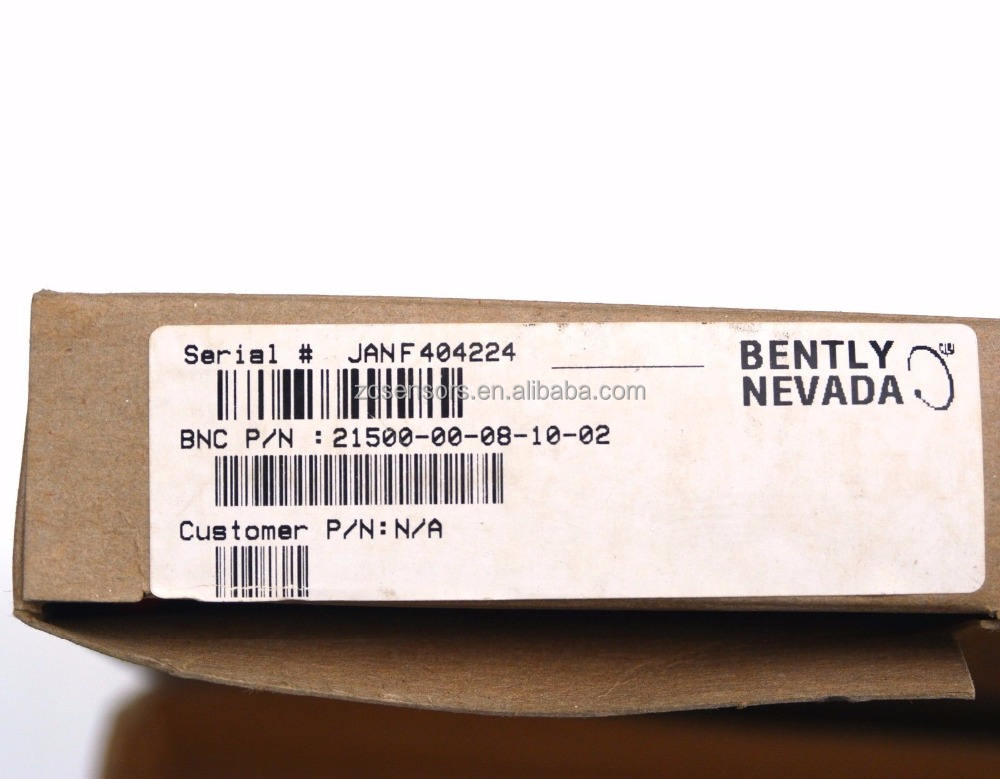 Serial # JANF404224
BENTLY
NEVADA
zcsensors.en.alibaba.com
BNC P/N : 21500-00-08-10-02
Customer P/N:N/A